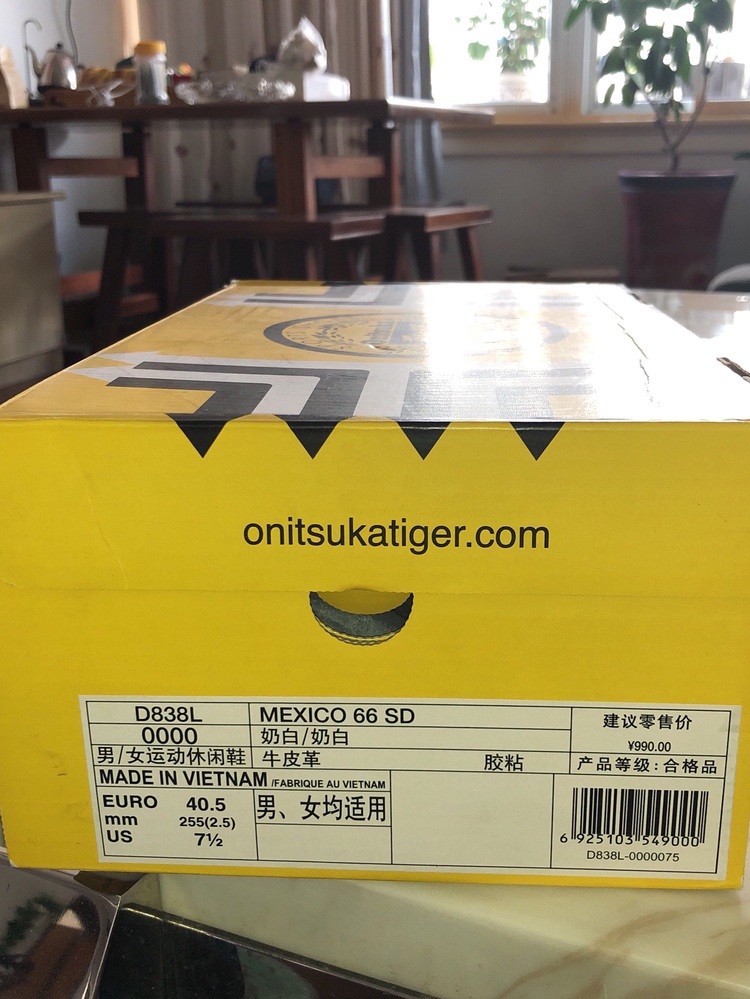 onitsukatiger.com
D838L
MEXICO 66 SD
建议零售价
0000
奶白/奶白
¥990.00
男/女运动休闲鞋
牛皮革
胶粘
产品等级:合格品
MADE IN VIETNAM /FABRIQUE AU VIETNAM
EURO 40.5
男、女均适用
mm 255(2.5)
US 7½
6 925103 549000
D838L-0000075